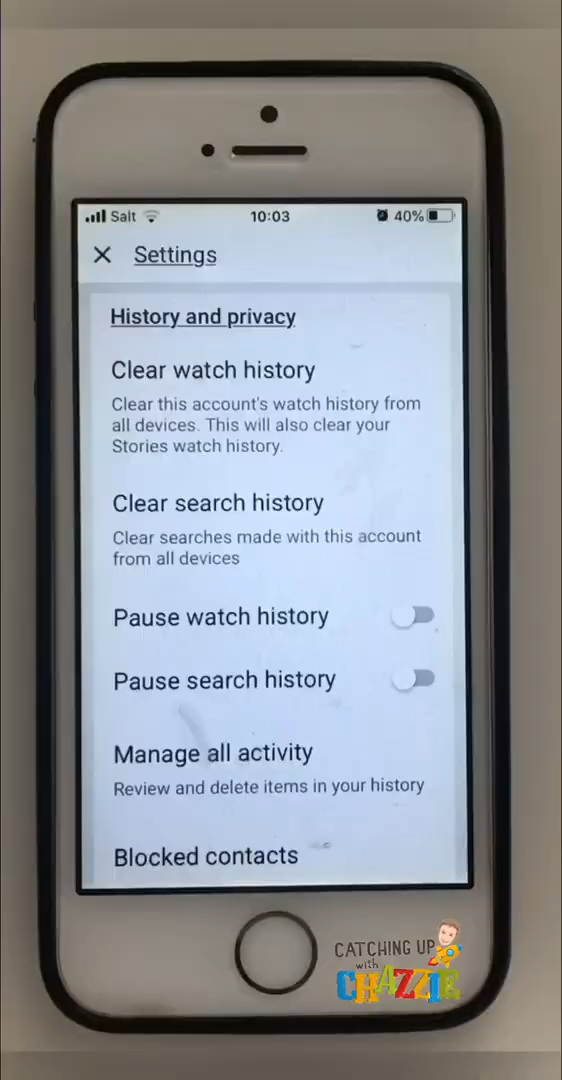 Salt 10:03 40%
Settings
History and privacy
Clear watch history
Clear this account's watch history from
all devices. This will also clear your
Stories watch history.
Clear search history
Clear searches made with this account
from all devices
Pause watch history
Pause search history
Manage all activity
Review and delete items in your history
Blocked contacts
CATCHING UP
with
CHAZZIE